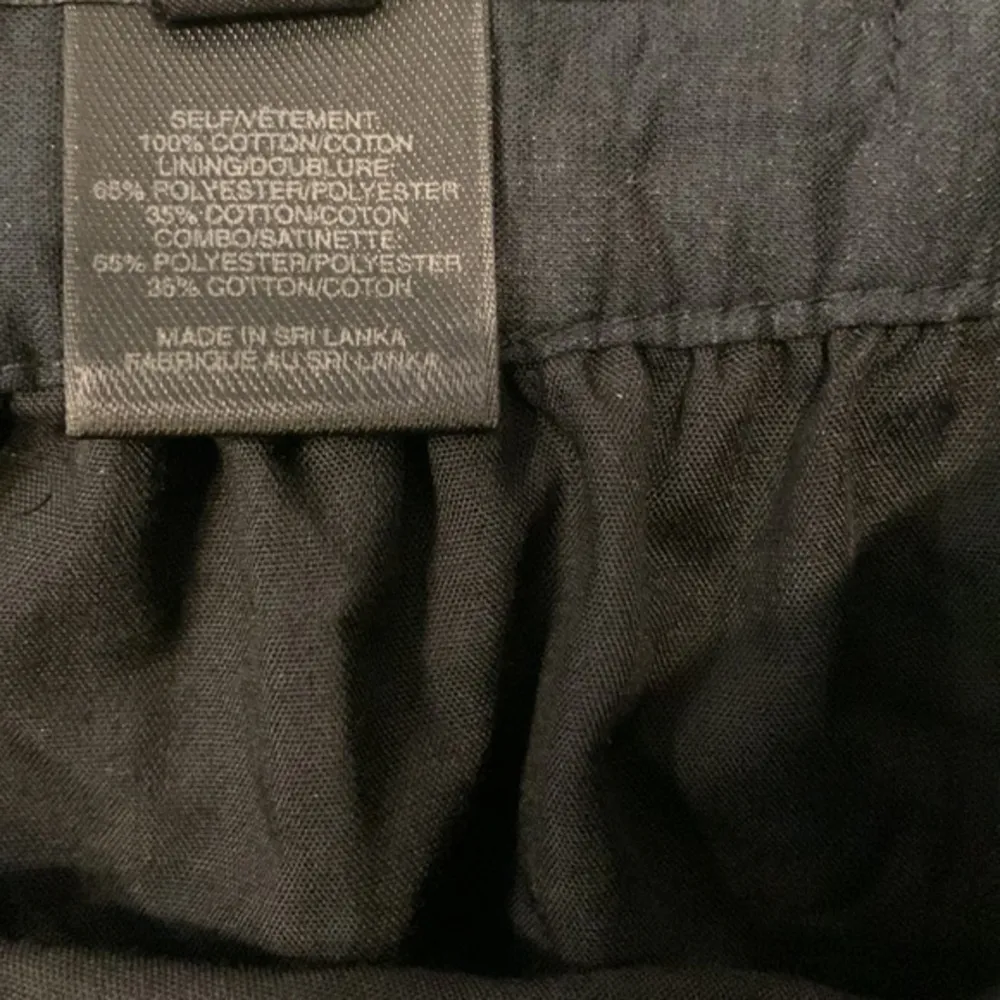 SELF/VÊTEMENT:
100% COTTON/COTON
LINING/DOUBLURE:
65% POLYESTER/POLYESTER
35% COTTON/COTON
COMBO/SATINETTE:
65% POLYESTER/POLYESTER
35% COTTON/COTON
MADE IN SRI LANKA
FABRIQUÉ AU SRI LANKA